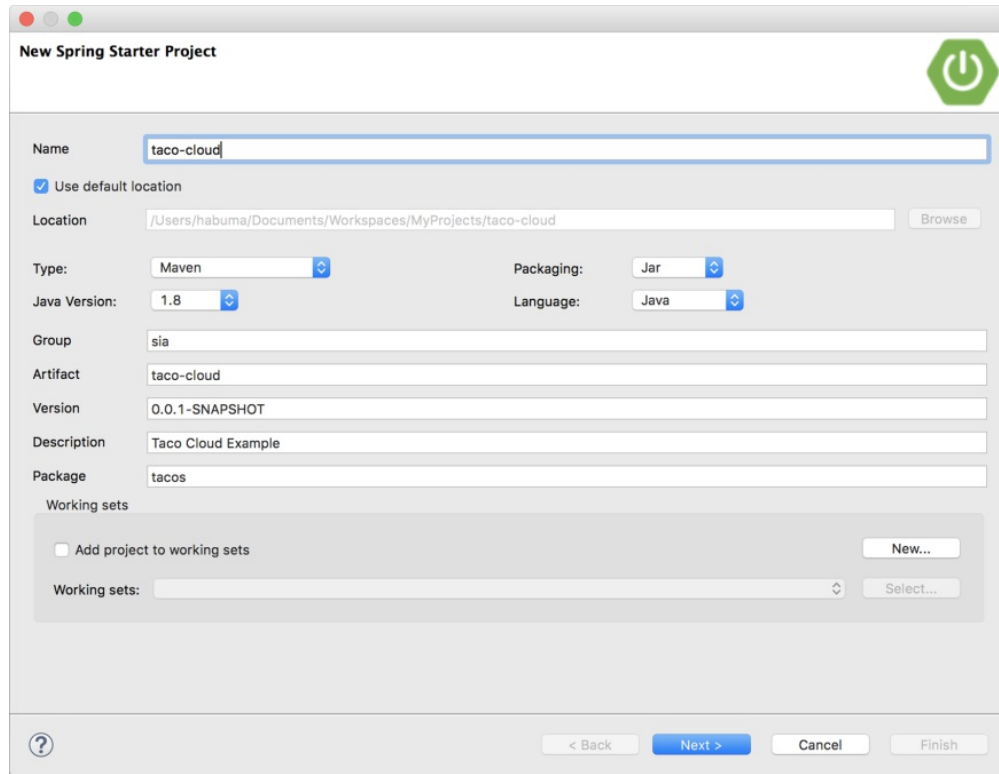 New Spring Starter Project
Name taco-cloud
Use default location
Location /Users/habuma/Documents/Workspaces/MyProjects/taco-cloud Browse
Type: Maven Packaging: Jar
Java Version: 1.8 Language: Java
Group sia
Artifact taco-cloud
Version 0.0.1-SNAPSHOT
Description Taco Cloud Example
Package tacos
Working sets
Add project to working sets New...
Working sets: Select...
? < Back Next > Cancel Finish